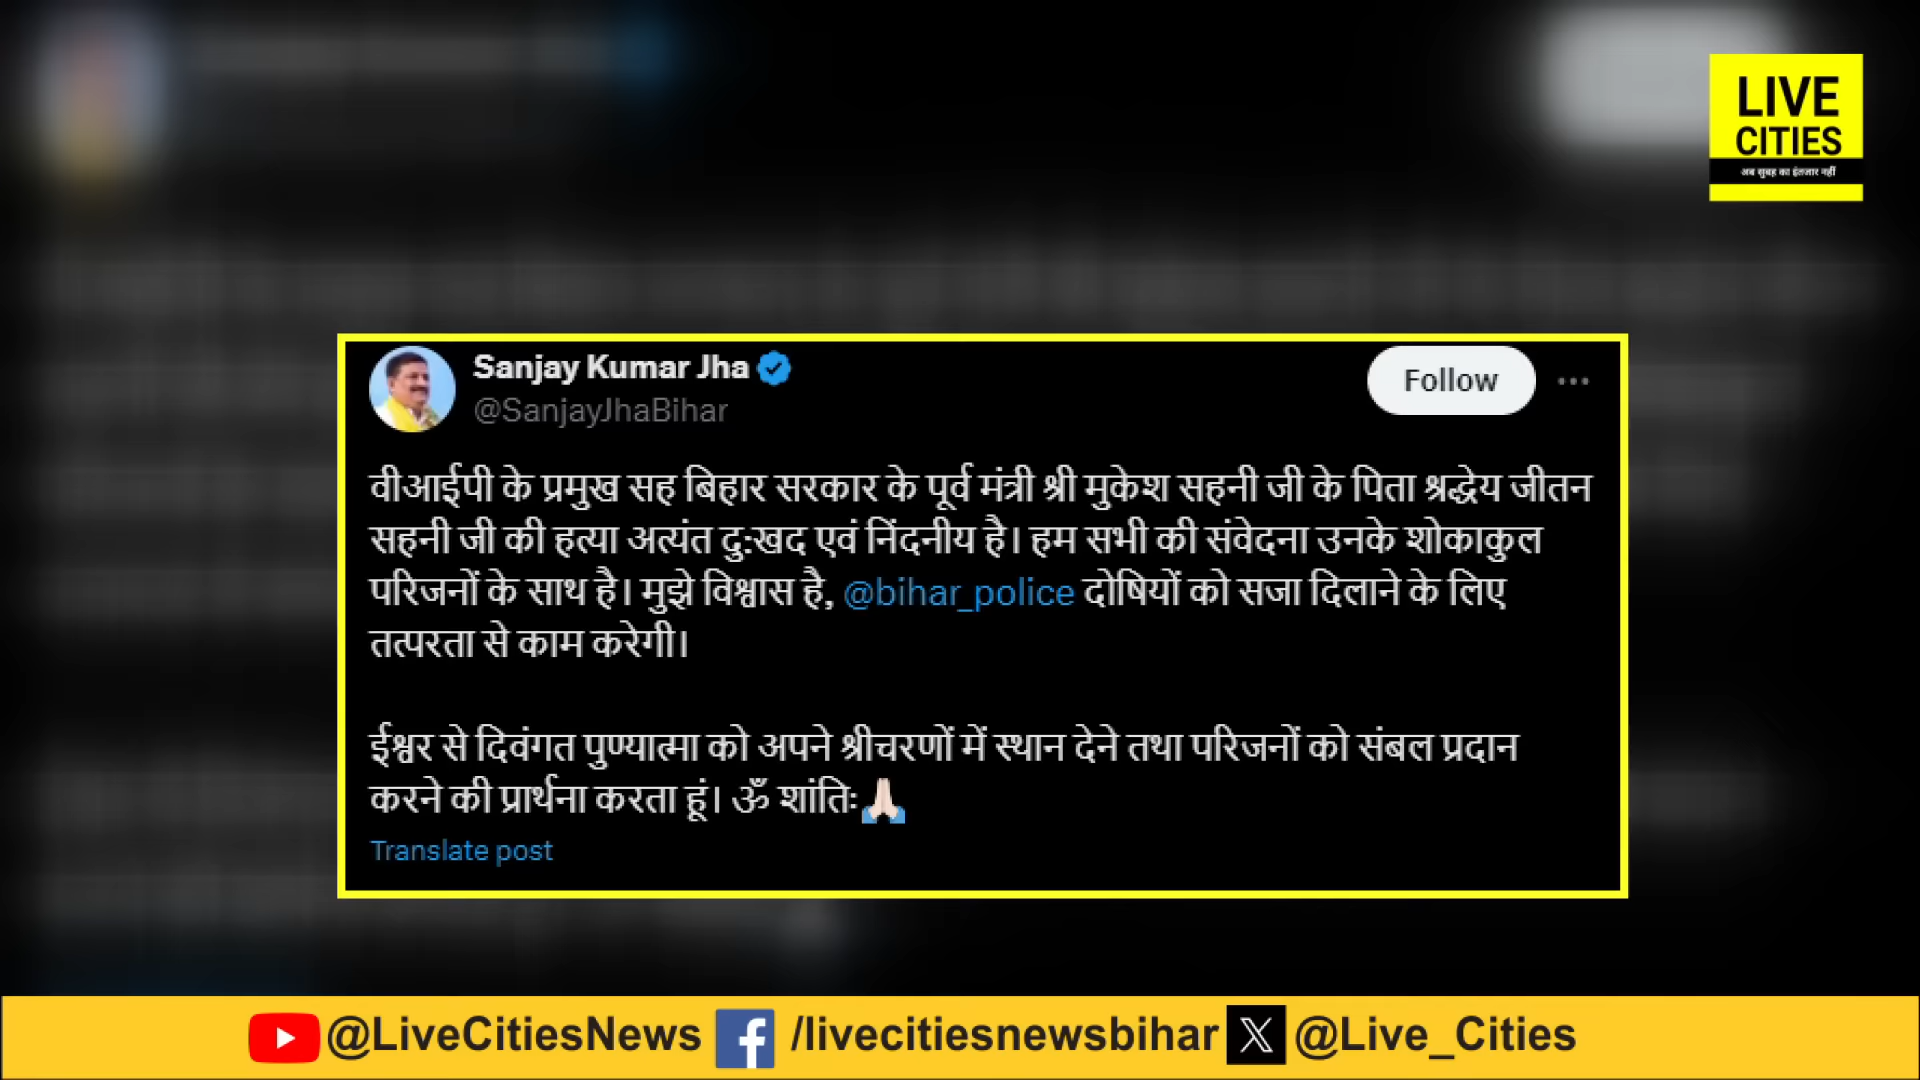 LIVE
CITIES
अब सुबह का इंतजार नहीं
Sanjay Kumar Jha
@SanjayJhaBihar
Follow
वीआईपी के प्रमुख सह बिहार सरकार के पूर्व मंत्री श्री मुकेश सहनी जी के पिता श्रद्धेय जीतन
सहनी जी की हत्या अत्यंत दु:खद एवं निंदनीय है। हम सभी की संवेदना उनके शोकाकुल
परिजनों के साथ है। मुझे विश्वास है, @bihar_police दोषियों को सजा दिलाने के लिए
तत्परता से काम करेगी।
ईश्वर से दिवंगत पुण्यात्मा को अपने श्रीचरणों में स्थान देने तथा परिजनों को संबल प्रदान
करने की प्रार्थना करता हूं। ॐ शांतिः🙏🏻
Translate post
@LiveCitiesNews /livecitiesnewsbihar @Live_Cities